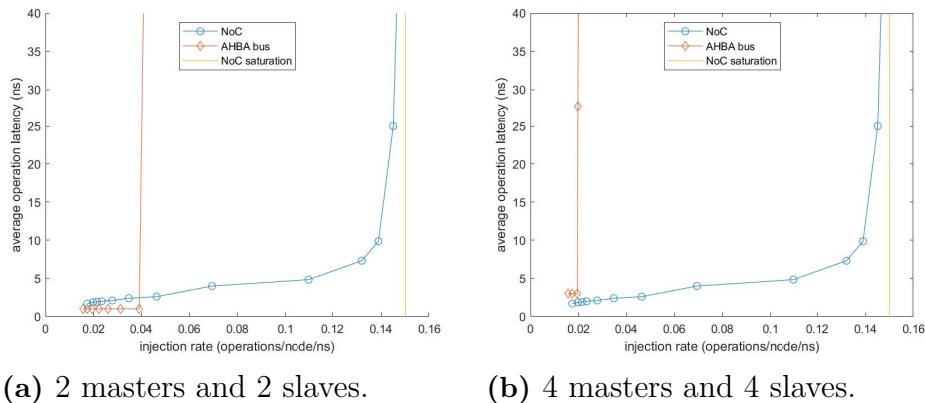 40
35
30
25
20
15
10
5
0
average operation latency (ns)
NoC
AHBA bus
NoC saturation
0 0.02 0.04 0.06 0.08 0.1 0.12 0.14 0.16
injection rate (operations/node/ns)
(a) 2 masters and 2 slaves.
40
35
30
25
20
15
10
5
0
average operation latency (ns)
NoC
AHBA bus
NoC saturation
0 0.02 0.04 0.06 0.08 0.1 0.12 0.14 0.16
injection rate (operations/node/ns)
(b) 4 masters and 4 slaves.